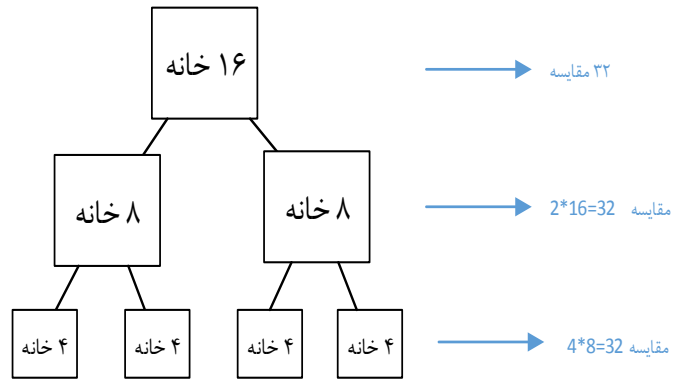 ۱۶ خانه
۳۲ مقایسه
۸ خانه
۸ خانه
2*16=32 مقایسه
۴ خانه
۴ خانه
۴ خانه
۴ خانه
4*8=32 مقایسه